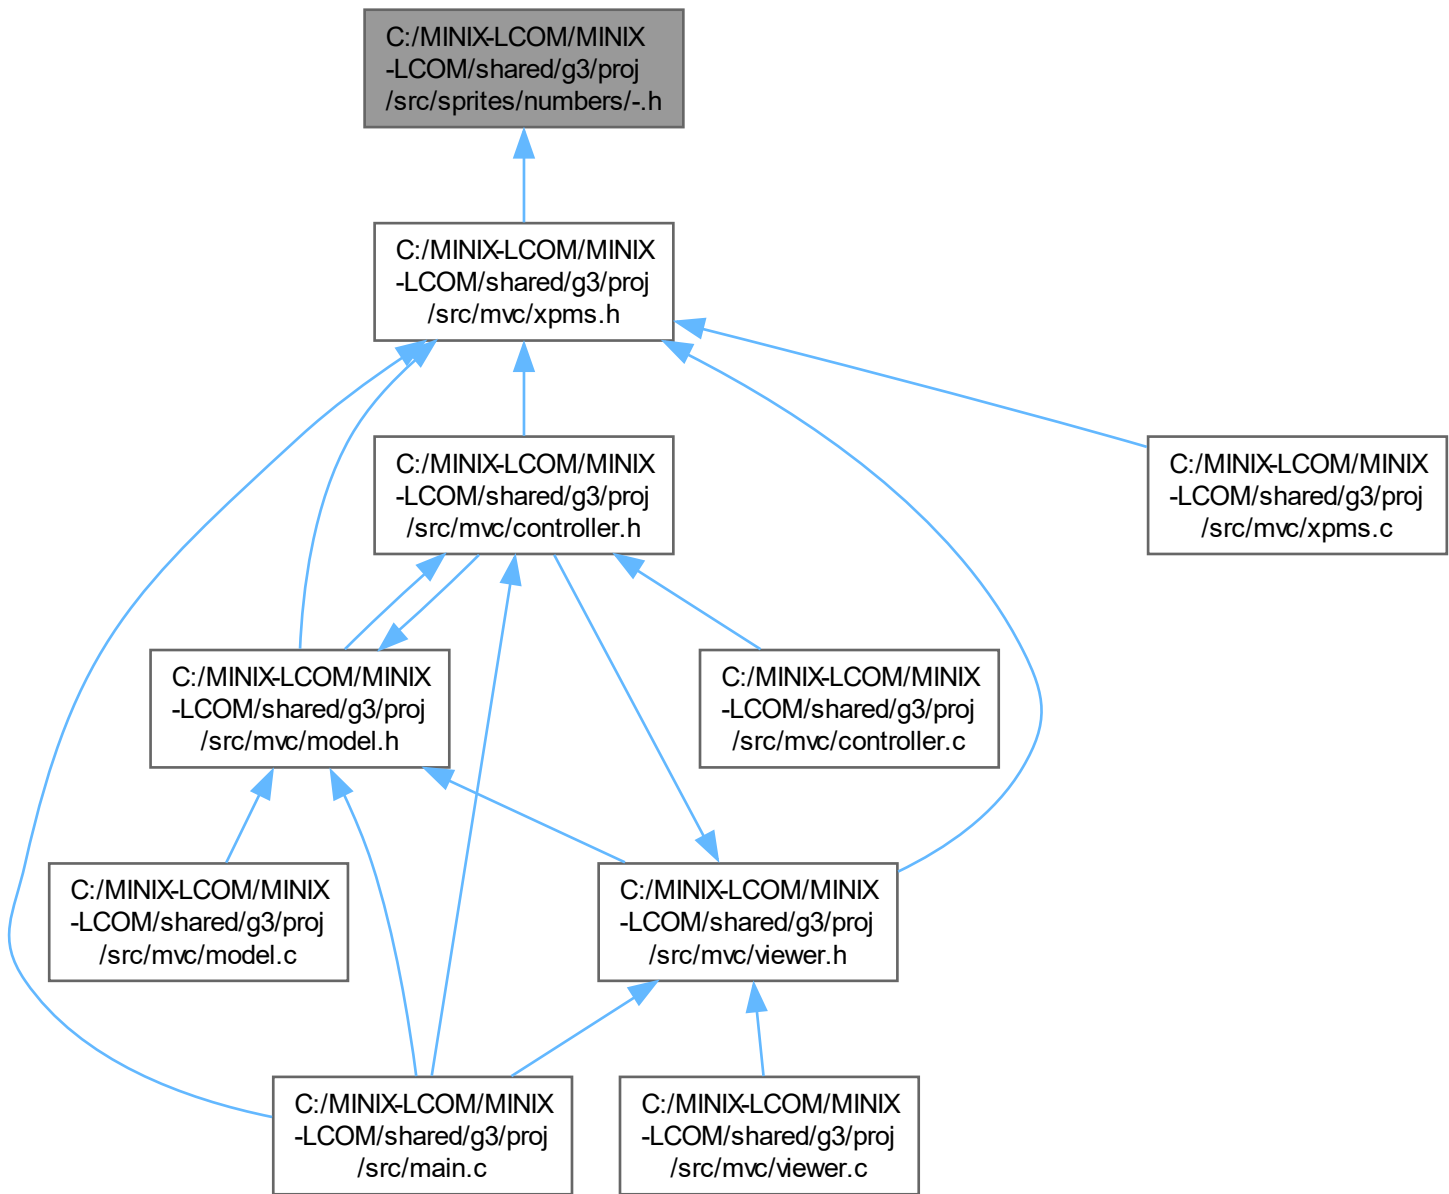 C:/MINIX-LCOM/MINIX
-LCOM/shared/g3/proj
/src/sprites/numbers/-.h
C:/MINIX-LCOM/MINIX
-LCOM/shared/g3/proj
/src/mvc/xpms.h
C:/MINIX-LCOM/MINIX
-LCOM/shared/g3/proj
/src/mvc/controller.h
C:/MINIX-LCOM/MINIX
-LCOM/shared/g3/proj
/src/mvc/xpms.c
C:/MINIX-LCOM/MINIX
-LCOM/shared/g3/proj
/src/mvc/model.h
C:/MINIX-LCOM/MINIX
-LCOM/shared/g3/proj
/src/mvc/controller.c
C:/MINIX-LCOM/MINIX
-LCOM/shared/g3/proj
/src/mvc/model.c
C:/MINIX-LCOM/MINIX
-LCOM/shared/g3/proj
/src/mvc/viewer.h
C:/MINIX-LCOM/MINIX
-LCOM/shared/g3/proj
/src/main.c
C:/MINIX-LCOM/MINIX
-LCOM/shared/g3/proj
/src/mvc/viewer.c